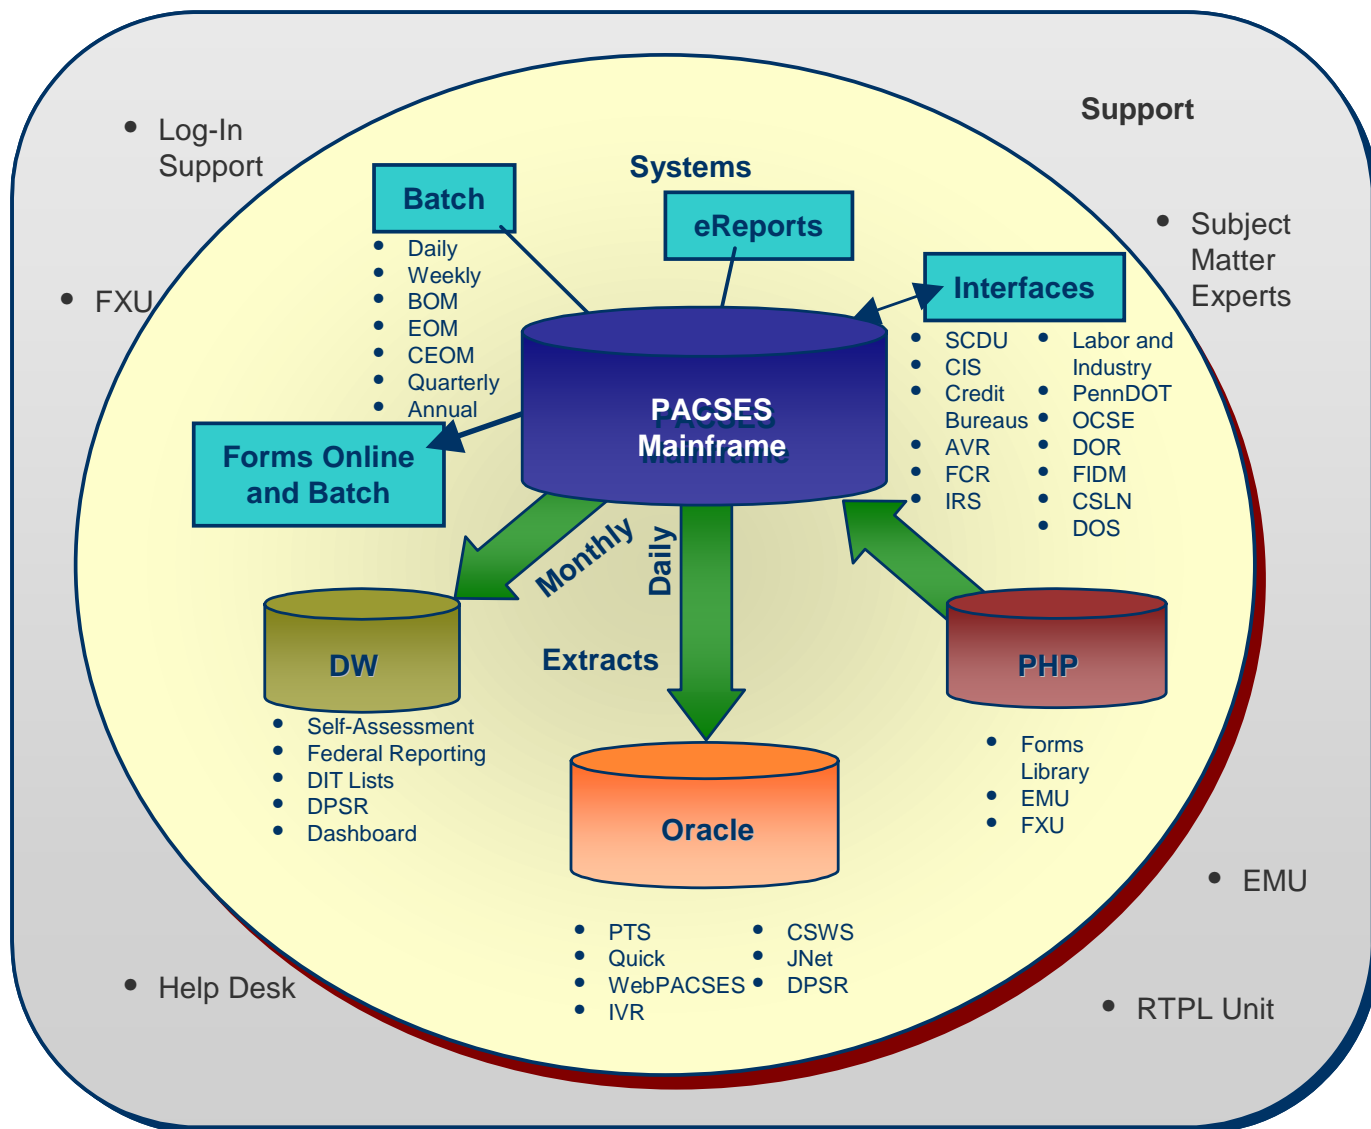 Support
Log-In
Support
Systems
Batch
eReports
Subject
Matter
Experts
Daily
Weekly
BOM
EOM
CEOM
Quarterly
Annual
FXU
Interfaces
SCDU
CIS
Credit
Bureaus
AVR
FCR
IRS
Labor and
Industry
PennDOT
OCSE
DOR
FIDM
CSLN
DOS
PACSES
Mainframe
Forms Online
and Batch
Monthly
Daily
Extracts
DW
Self-Assessment
Federal Reporting
DIT Lists
DPSR
Dashboard
PHP
Forms
Library
EMU
FXU
Oracle
PTS
Quick
WebPACSES
IVR
CSWS
JNet
DPSR
EMU
Help Desk
RTPL Unit